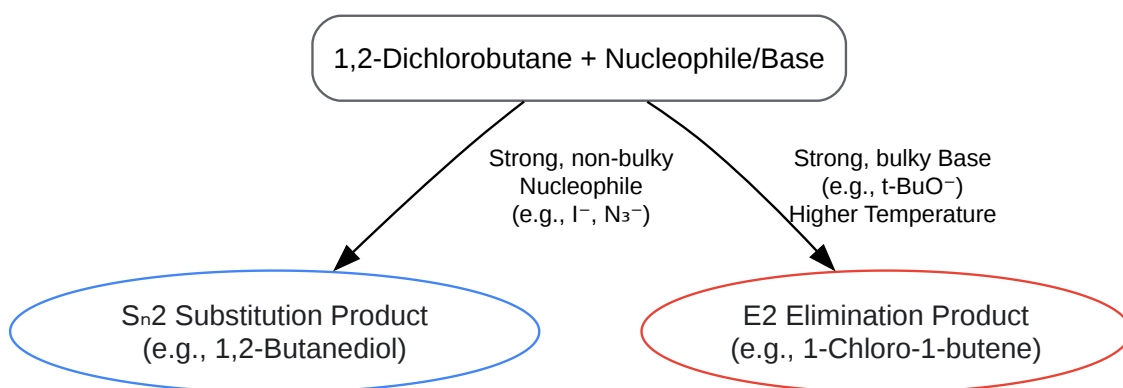 1,2-Dichlorobutane + Nucleophile/Base
Strong, non-bulky
Nucleophile
(e.g., I⁻, N₃⁻)
Strong, bulky Base
(e.g., t-BuO⁻)
Higher Temperature
Sₙ2 Substitution Product
(e.g., 1,2-Butanediol)
E2 Elimination Product
(e.g., 1-Chloro-1-butene)